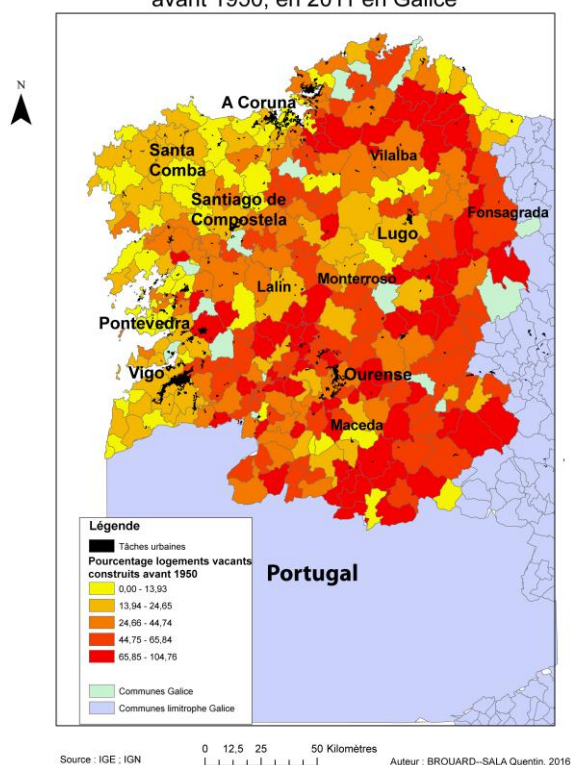 avant 1950, en 2011 en Galice
N
A Coruna
Santa
Comba
Vilalba
Santiago de
Compostela
Fonsagrada
Lugo
Lalín
Monterroso
Pontevedra
Vigo
Ourense
Maceda
Portugal
Légende
Tâches urbaines
Pourcentage logements vacants
construits avant 1950
0,00 - 13,93
13,94 - 24,65
24,66 - 44,74
44,75 - 65,84
65,85 - 104,76
Communes Galice
Communes limitrophe Galice
Source : IGE ; IGN
0 12,5 25 50 Kilomètres
Auteur : BROUARD--SALA Quentin, 2016